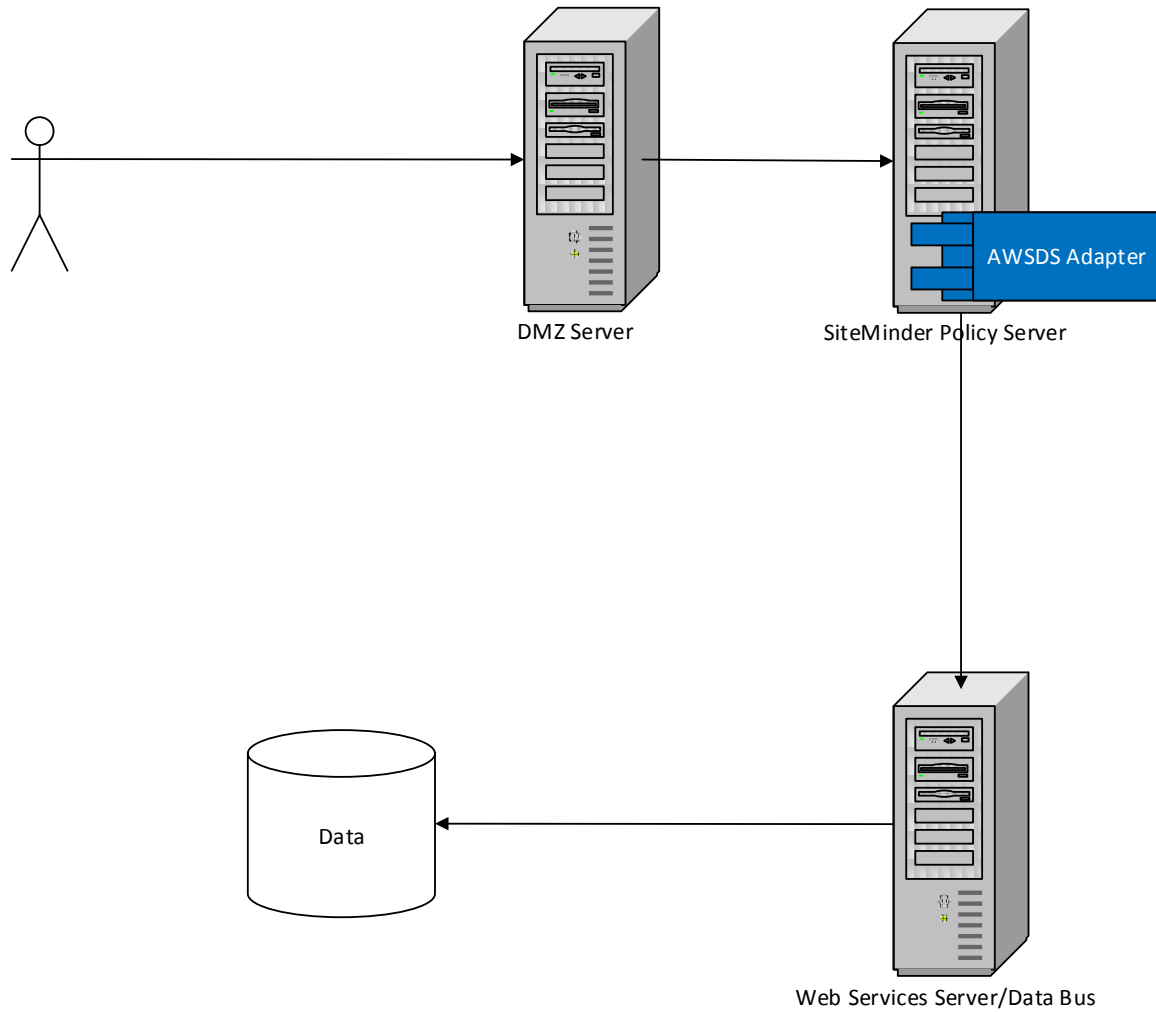 AWSDS Adapter
DMZ Server
SiteMinder Policy Server
Data
Web Services Server/Data Bus